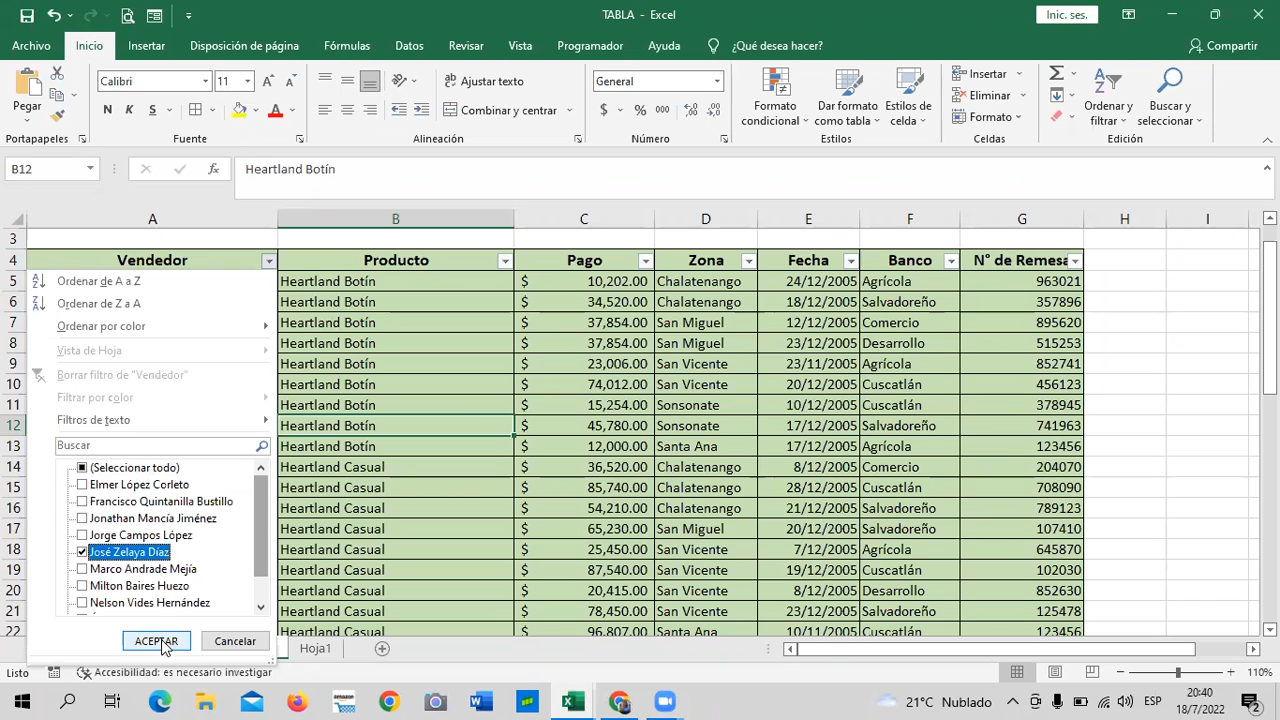 TABLA - Excel
Inic. ses.
Archivo Inicio Insertar Disposición de página Fórmulas Datos Revisar Vista Programador Ayuda ¿Qué desea hacer? Compartir
Pegar
Calibri 11
N K S
Ajustar texto
Combinar y centrar
General
$ % 000
Formato condicional
Dar formato como tabla
Estilos de celda
Insertar
Eliminar
Formato
Ordenar y filtrar
Buscar y seleccionar
Portapapeles Fuente Alineación Número Estilos Celdas Edición
B12 fx Heartland Botín
A B C D E F G H I
3
4 Vendedor Producto Pago Zona Fecha Banco N° de Remesa
5 Heartland Botín $ 10,202.00 Chalatenango 24/12/2005 Agrícola 963021
6 Heartland Botín $ 34,520.00 Chalatenango 18/12/2005 Salvadoreño 357896
7 Heartland Botín $ 37,854.00 San Miguel 12/12/2005 Comercio 895620
8 Heartland Botín $ 37,854.00 San Miguel 23/12/2005 Desarrollo 515253
9 Heartland Botín $ 23,006.00 San Vicente 23/11/2005 Agrícola 852741
10 Heartland Botín $ 74,012.00 San Vicente 20/12/2005 Cuscatlán 456123
11 Heartland Botín $ 15,254.00 Sonsonate 10/12/2005 Cuscatlán 378945
12 Heartland Botín $ 45,780.00 Sonsonate 17/12/2005 Salvadoreño 741963
13 Heartland Botín $ 12,000.00 Santa Ana 17/12/2005 Agrícola 123456
14 Heartland Casual $ 36,520.00 Chalatenango 8/12/2005 Comercio 204070
15 Heartland Casual $ 85,740.00 Chalatenango 28/12/2005 Cuscatlán 708090
16 Heartland Casual $ 54,210.00 Chalatenango 21/12/2005 Salvadoreño 789123
17 Heartland Casual $ 65,230.00 San Miguel 20/12/2005 Salvadoreño 107410
18 Heartland Casual $ 25,450.00 San Vicente 7/12/2005 Agrícola 645870
19 Heartland Casual $ 87,540.00 San Vicente 19/12/2005 Cuscatlán 102030
20 Heartland Casual $ 20,415.00 San Vicente 8/12/2005 Desarrollo 852630
21 Heartland Casual $ 78,450.00 San Vicente 23/12/2005 Salvadoreño 125478
22 Heartland Casual $ 96,807.00 Santa Ana 10/11/2005 Cuscatlán 123456
Ordenar de A a Z
Ordenar de Z a A
Ordenar por color
Vista de Hoja
Borrar filtro de "Vendedor"
Filtrar por color
Filtros de texto
Buscar
(Seleccionar todo)
Elmer López Corleto
Francisco Quintanilla Bustillo
Jonathan Mancía Jiménez
Jorge Campos López
José Zelaya Díaz
Marco Andrade Mejía
Milton Baires Huezo
Nelson Vides Hernández
ACEPTAR Cancelar
Hoja1
Listo Accesibilidad: es necesario investigar 110%
amazon
21°C Nublado ESP 20:40
18/7/2022 2